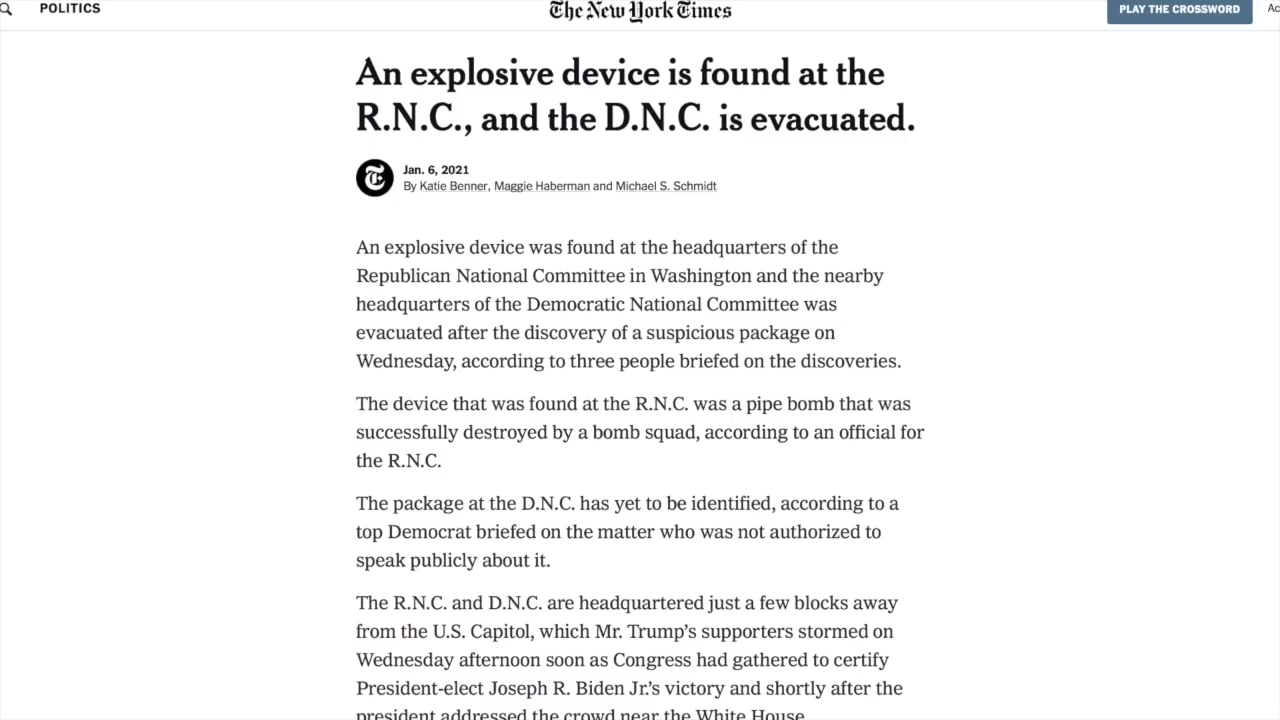 POLITICS
The New York Times
PLAY THE CROSSWORD
Ac
An explosive device is found at the
R.N.C., and the D.N.C. is evacuated.
Jan. 6, 2021
By Katie Benner, Maggie Haberman and Michael S. Schmidt
An explosive device was found at the headquarters of the
Republican National Committee in Washington and the nearby
headquarters of the Democratic National Committee was
evacuated after the discovery of a suspicious package on
Wednesday, according to three people briefed on the discoveries.
The device that was found at the R.N.C. was a pipe bomb that was
successfully destroyed by a bomb squad, according to an official for
the R.N.C.
The package at the D.N.C. has yet to be identified, according to a
top Democrat briefed on the matter who was not authorized to
speak publicly about it.
The R.N.C. and D.N.C. are headquartered just a few blocks away
from the U.S. Capitol, which Mr. Trump's supporters stormed on
Wednesday afternoon soon as Congress had gathered to certify
President-elect Joseph R. Biden Jr.'s victory and shortly after the
president addressed the crowd near the White House.